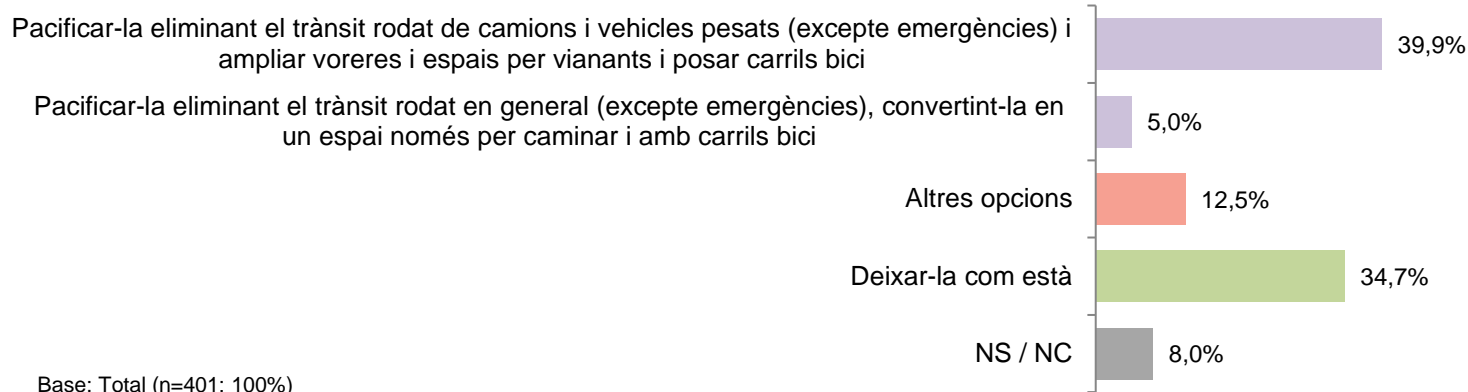 Pacificar-la eliminant el trànsit rodat de camions i vehicles pesats (excepte emergències) i
ampliar voreres i espais per vianants i posar carrils bici
39,9%
Pacificar-la eliminant el trànsit rodat en general (excepte emergències), convertint-la en
un espai només per caminar i amb carrils bici
5,0%
Altres opcions
12,5%
Deixar-la com està
34,7%
NS / NC
8,0%
Base: Total (n=401; 100%)